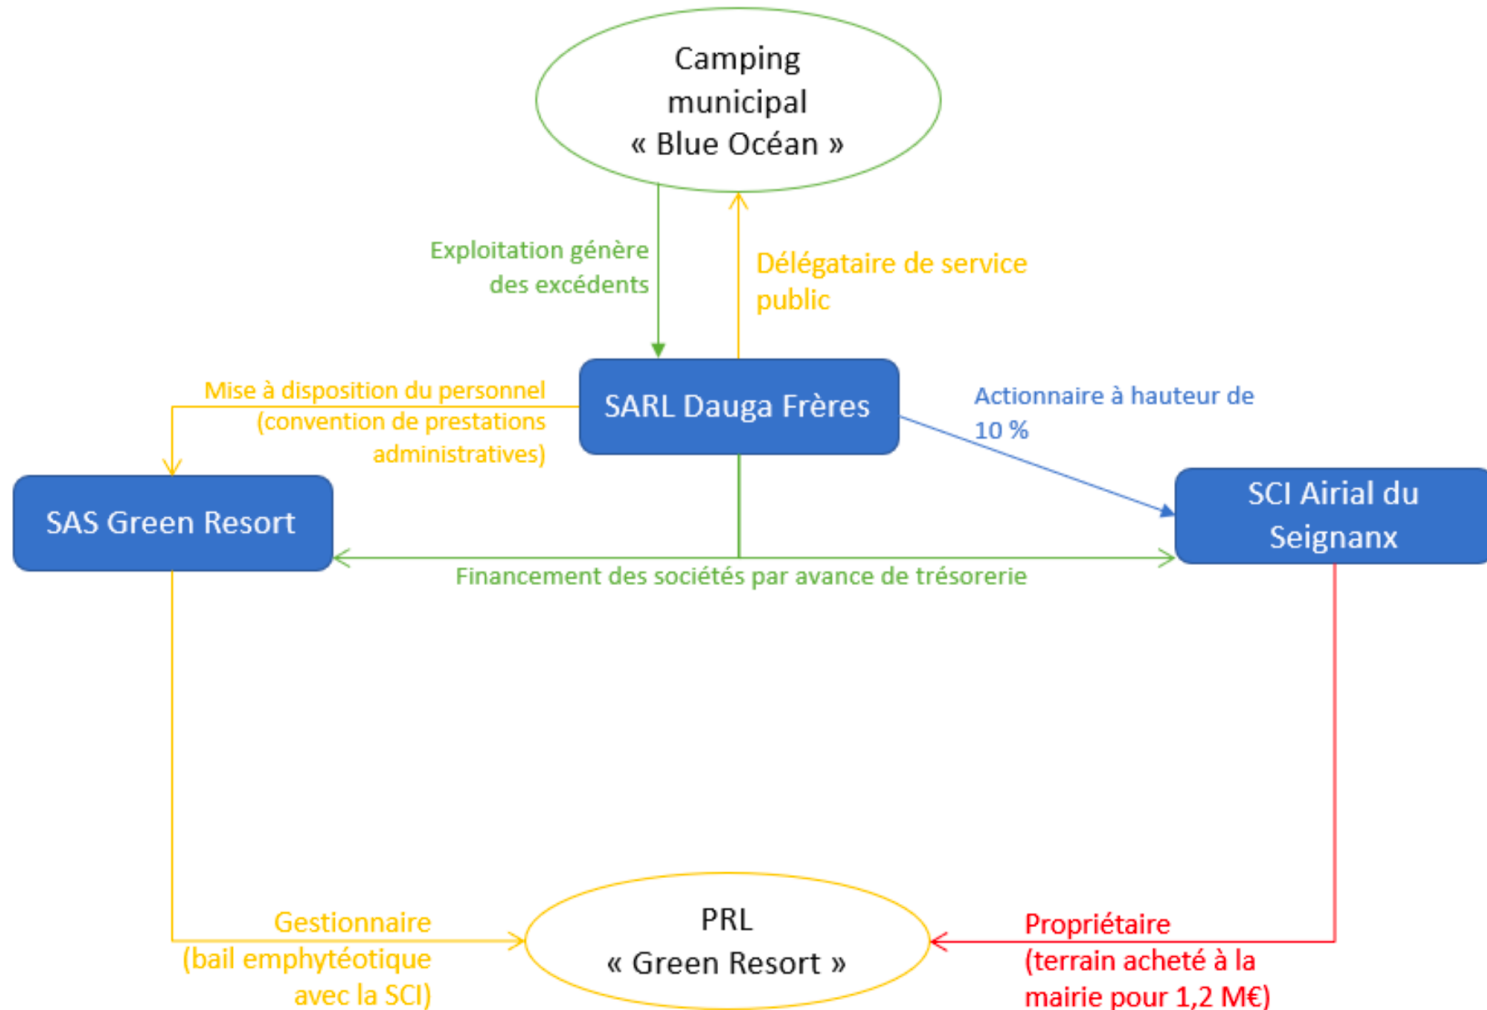 Camping
municipal
« Blue Océan »
Exploitation génère
des excédents
Délégataire de service
public
Mise à disposition du personnel
(convention de prestations
administratives)
SARL Dauga Frères
Actionnaire à hauteur de
10 %
SAS Green Resort
SCI Airial du
Seignanx
Financement des sociétés par avance de trésorerie
Gestionnaire
(bail emphytéotique
avec la SCI)
PRL
« Green Resort »
Propriétaire
(terrain acheté à la
mairie pour 1,2 M€)